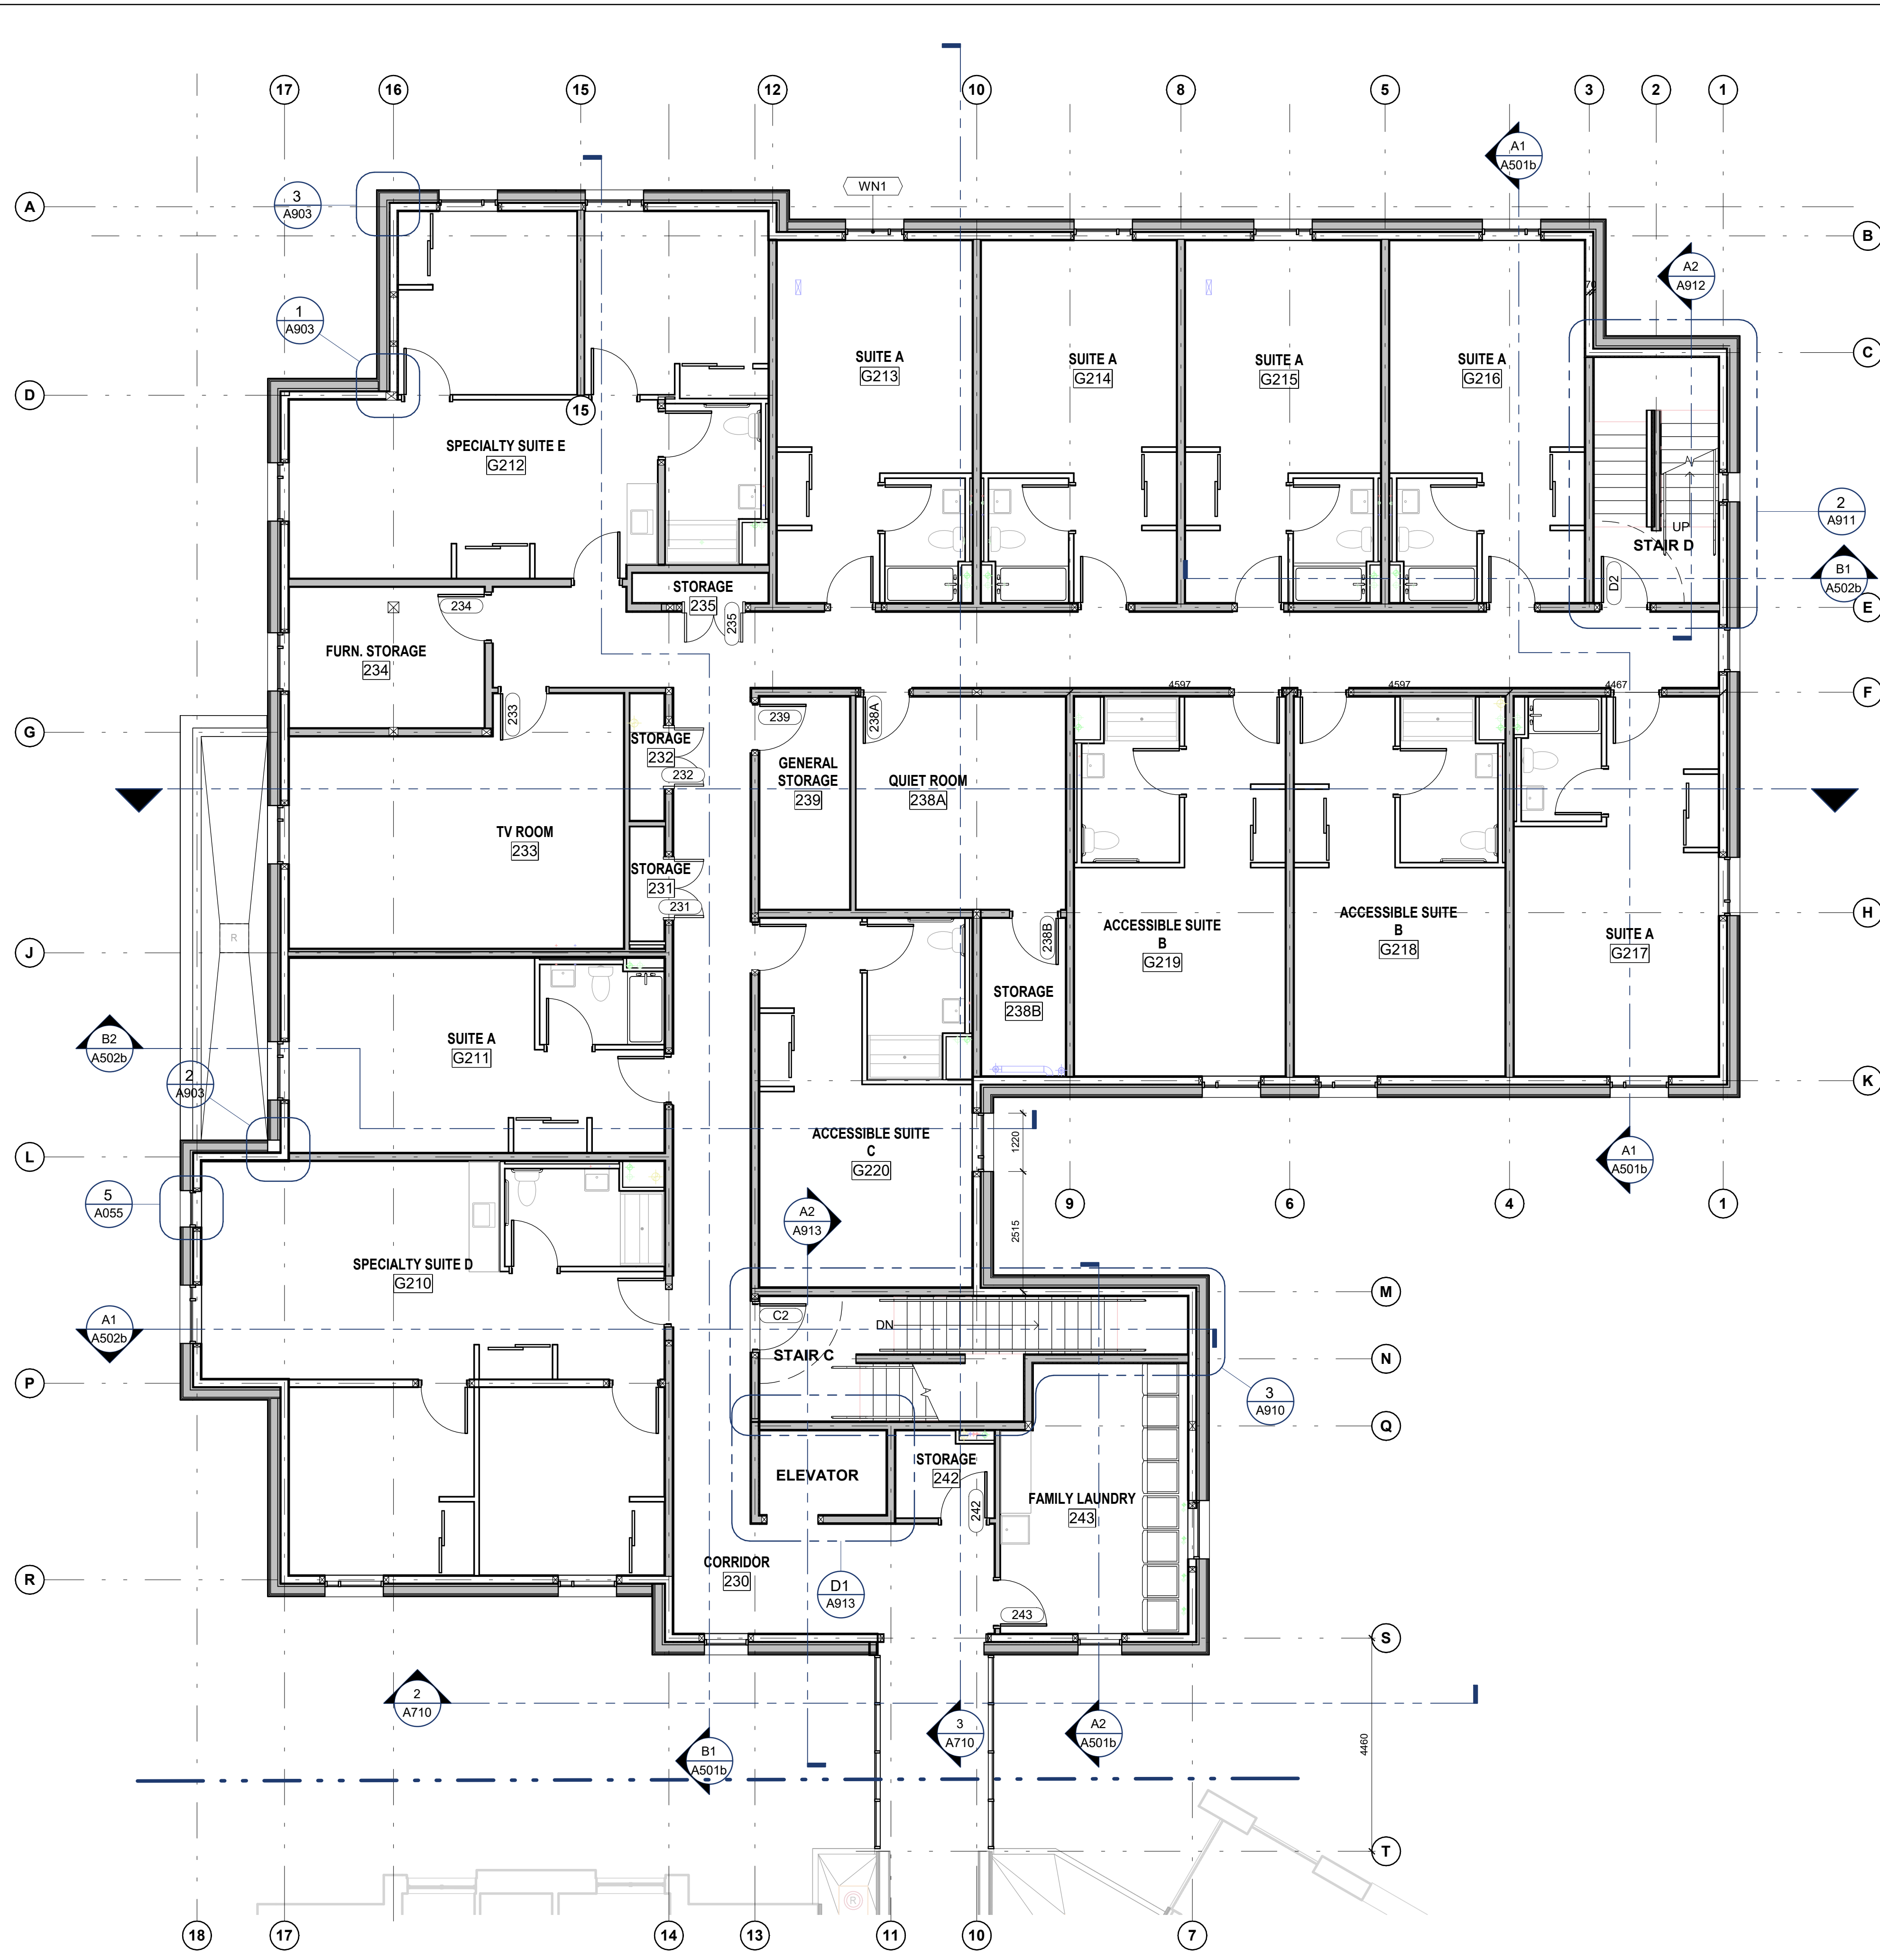 17
16
15
12
10
8
5
3
2
1
A1
A501b
3
A903
A
WN1
B
A2
A912
70
1
A903
C
SUITE A
G213
SUITE A
G214
SUITE A
G215
SUITE A
G216
D
15
SPECIALTY SUITE E
G212
2
A911
UP
STAIR D
B1
A502b
D2
STORAGE
235
235
234
E
FURN. STORAGE
234
4597
4597
4467
F
233
239
238A
G
STORAGE
232
232
GENERAL
STORAGE
239
QUIET ROOM
238A
TV ROOM
233
STORAGE
231
231
H
ACCESSIBLE SUITE
B
G219
ACCESSIBLE SUITE
B
G218
SUITE A
G217
R
238B
J
STORAGE
238B
B2
A502b
SUITE A
G211
2
A903
K
1220
ACCESSIBLE SUITE
C
G220
L
A1
A501b
5
A055
9
6
4
1
A2
A913
2515
SPECIALTY SUITE D
G210
M
A1
A502b
C2
DN
STAIR C
N
P
3
A910
Q
ELEVATOR
STORAGE
242
242
FAMILY LAUNDRY
243
CORRIDOR
230
D1
A913
R
243
S
2
A710
3
A710
A2
A501b
B1
A501b
4460
T
R
18
17
14
13
11
10
7